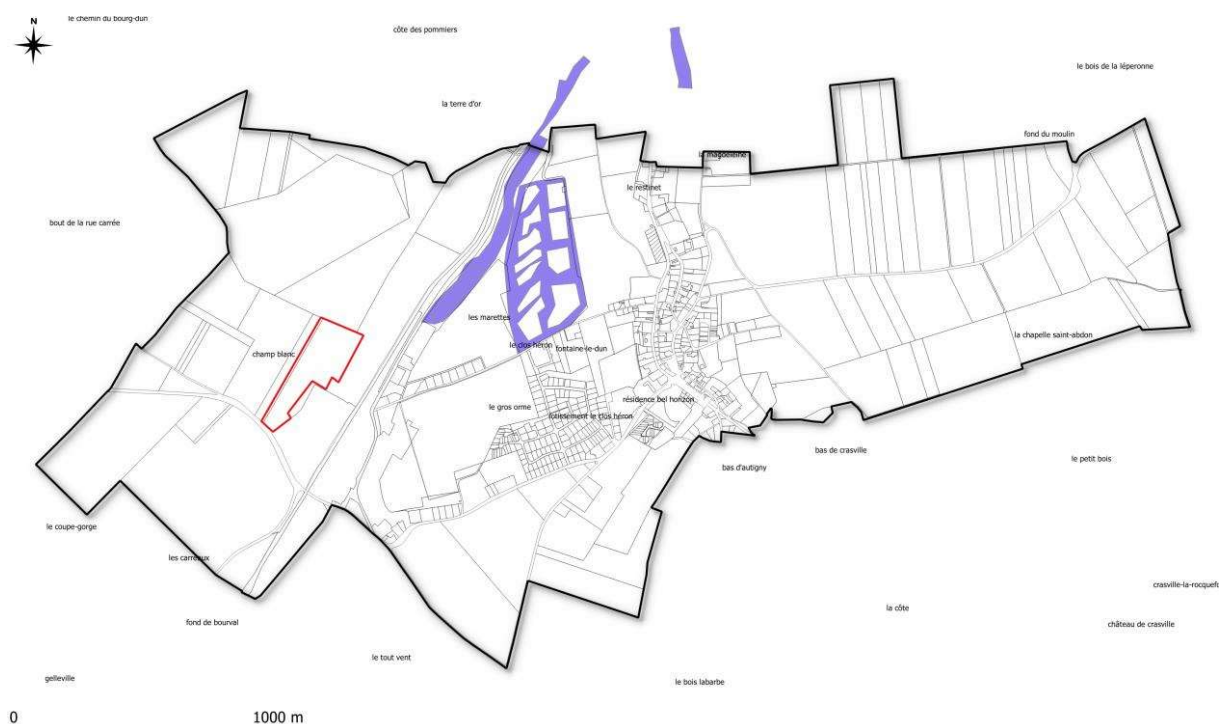 le chemin du bourg-dun
N
côte des pommiers
le bois de la léperonne
la terre d'or
fond du moulin
la magdeleine
le restinet
bout de la rue carrée
les marettes
la chapelle saint-abdon
le clos héron
fontaine-le-dun
champ blanc
résidence bel horizon
le gros orme
lotissement le clos héron
bas de crasville
le petit bois
bas d'autigny
le coupe-gorge
les carreaux
crasville-la-rocquefo
la côte
fond de bourval
château de crasville
le tout vent
gelleville
le bois labarbe
0
1000 m